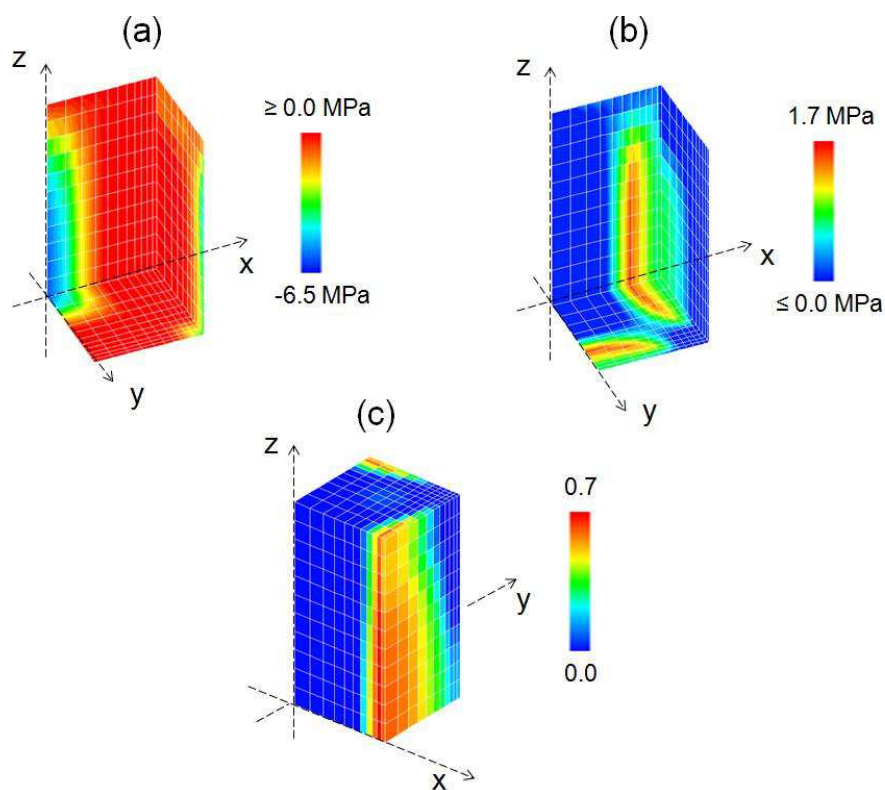 (a)
z
≥ 0.0 MPa
-6.5 MPa
x
y
(b)
z
1.7 MPa
≤ 0.0 MPa
x
y
(c)
z
0.7
0.0
y
x